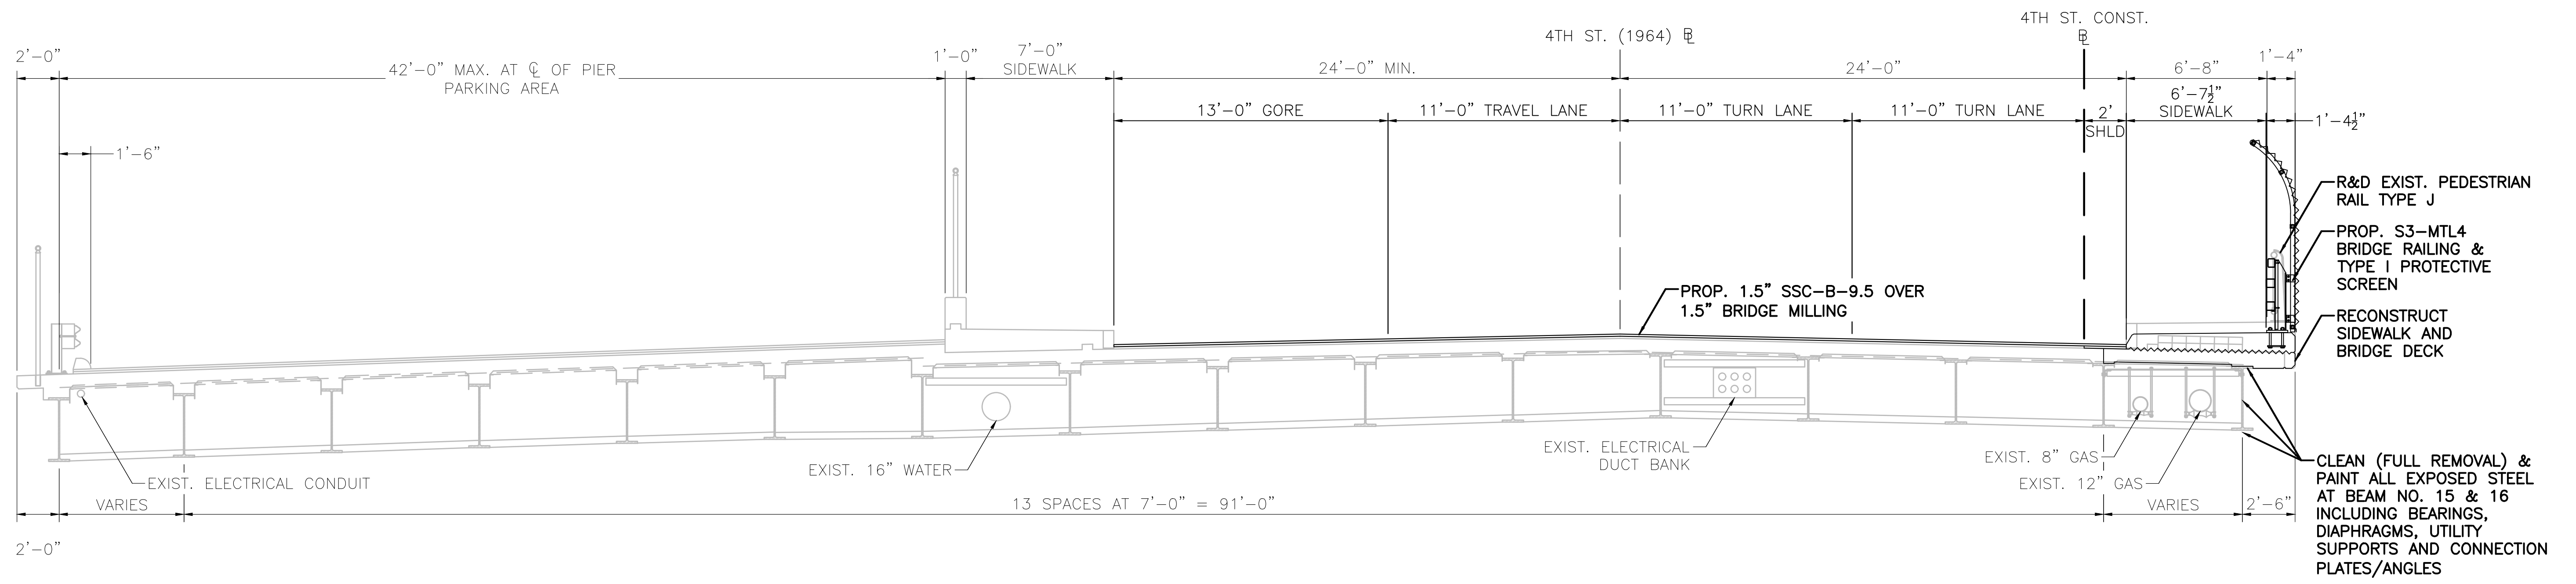 4TH ST. CONST.
℄
4TH ST. (1964) ℄
2'-0"
42'-0" MAX. AT ℄ OF PIER
PARKING AREA
1'-0"
7'-0"
SIDEWALK
24'-0" MIN.
24'-0"
6'-8"
1'-4"
13'-0" GORE
11'-0" TRAVEL LANE
11'-0" TURN LANE
11'-0" TURN LANE
2'
SHLD
6'-7½"
SIDEWALK
1'-4½"
1'-6"
R&D EXIST. PEDESTRIAN
RAIL TYPE J
PROP. S3-MTL4
BRIDGE RAILING &
TYPE I PROTECTIVE
SCREEN
PROP. 1.5" SSC-B-9.5 OVER
1.5" BRIDGE MILLING
RECONSTRUCT
SIDEWALK AND
BRIDGE DECK
EXIST. ELECTRICAL CONDUIT
EXIST. 16" WATER
EXIST. ELECTRICAL
DUCT BANK
EXIST. 8" GAS
EXIST. 12" GAS
CLEAN (FULL REMOVAL) &
PAINT ALL EXPOSED STEEL
AT BEAM NO. 15 & 16
INCLUDING BEARINGS,
DIAPHRAGMS, UTILITY
SUPPORTS AND CONNECTION
PLATES/ANGLES
VARIES
13 SPACES AT 7'-0" = 91'-0"
VARIES
2'-6"
2'-0"